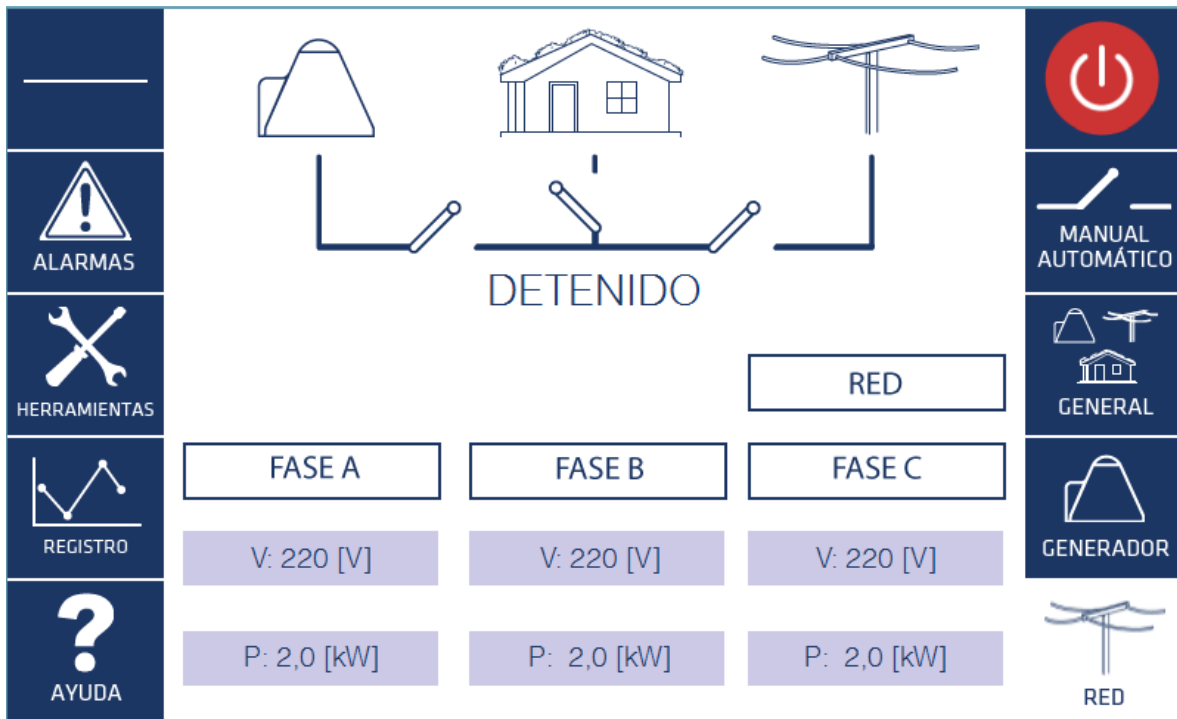 ALARMAS
HERRAMIENTAS
REGISTRO
?
AYUDA
DETENIDO
RED
FASE A
FASE B
FASE C
V: 220 [V]
V: 220 [V]
V: 220 [V]
P: 2,0 [kW]
P: 2,0 [kW]
P: 2,0 [kW]
MANUAL
AUTOMÁTICO
GENERAL
GENERADOR
RED